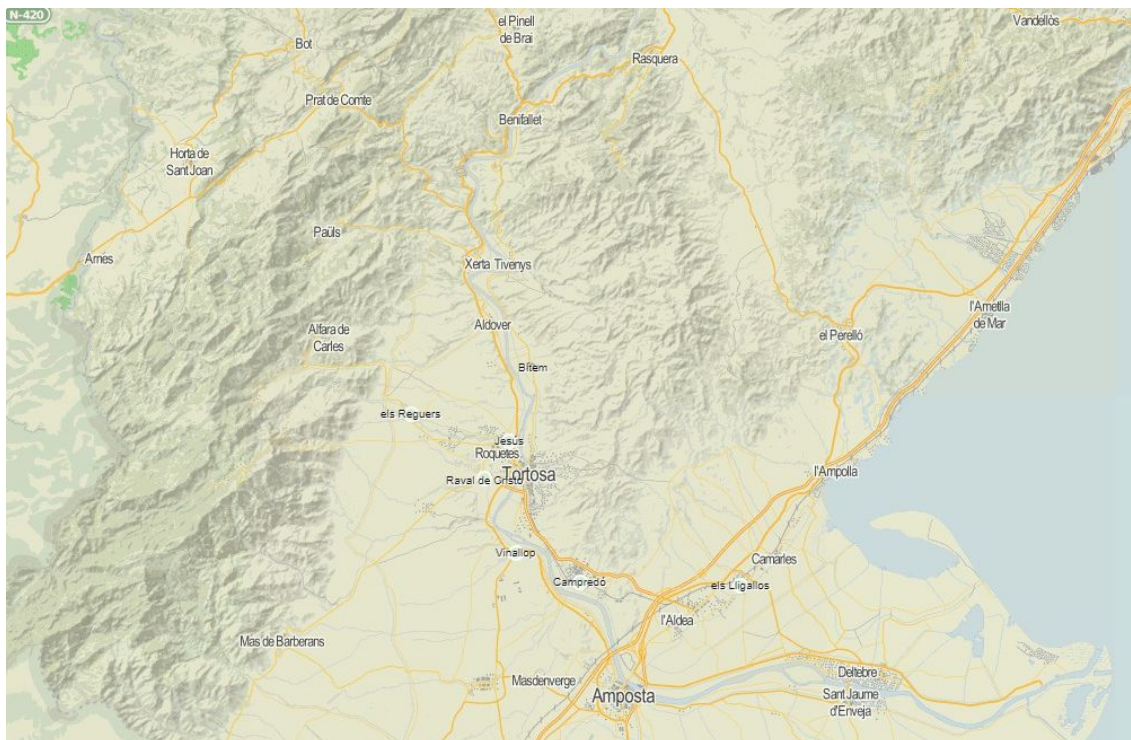 N-420
el Pinell
de Brai
Vandellòs
Bot
Rasquera
Prat de Comte
Benifallet
Horta de
Sant Joan
Paüls
Arnes
Xerta
Tivenys
l'Ametlla
de Mar
Aldover
Alfara de
Carles
el Perelló
Bítem
els Reguers
Jesús
Roquetes
Tortosa
l'Ampolla
Raval de Cristo
Vinallop
Camarles
Campredó
els Lligallos
l'Aldea
Mas de Barberans
Deltebre
Masdenverge
Amposta
Sant Jaume
d'Enveja